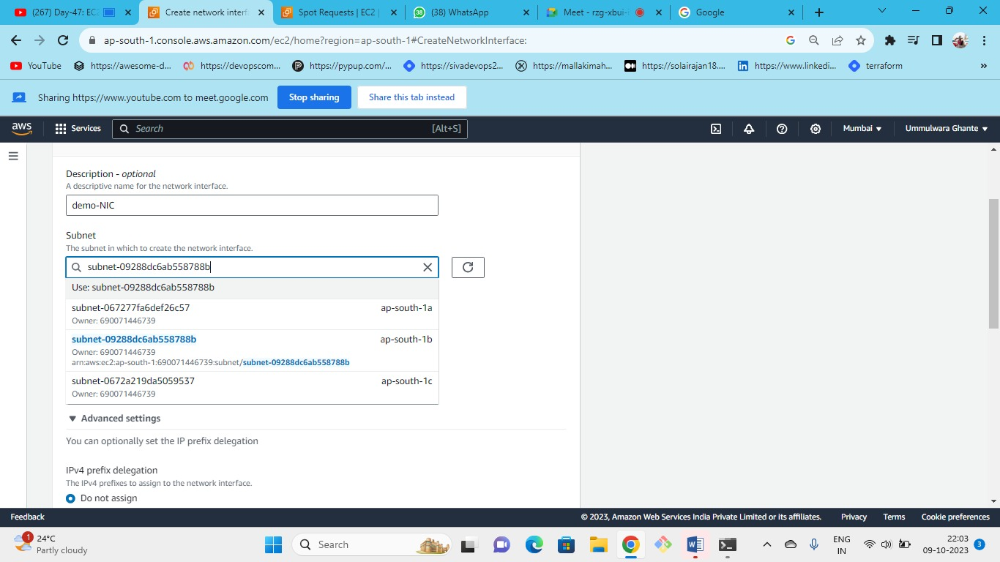 (267) Day-47: EC2
Create network interf
Spot Requests | EC2
(38) WhatsApp
Meet - rzg-xbui-
Google
ap-south-1.console.aws.amazon.com/ec2/home?region=ap-south-1#CreateNetworkInterface:
YouTube
https://awesome-d...
https://devopscom...
https://pypup.com/...
https://sivadevops2...
https://mallakimah...
https://solairajan18....
https://www.linkedi...
terraform
»
Sharing https://www.youtube.com to meet.google.com
Stop sharing
Share this tab instead
aws
Services
Search
[Alt+S]
Mumbai
Ummulwara Ghante
Description - optional
A descriptive name for the network interface.
demo-NIC
Subnet
The subnet in which to create the network interface.
subnet-09288dc6ab558788b
Use: subnet-09288dc6ab558788b
subnet-067277fa6def26c57 ap-south-1a
Owner: 690071446739
subnet-09288dc6ab558788b ap-south-1b
Owner: 690071446739
arn:aws:ec2:ap-south-1:690071446739:subnet/subnet-09288dc6ab558788b
subnet-0672a219da5059537 ap-south-1c
Owner: 690071446739
Advanced settings
You can optionally set the IP prefix delegation
IPv4 prefix delegation
The IPv4 prefixes to assign to the network interface.
Do not assign
Feedback
© 2023, Amazon Web Services India Private Limited or its affiliates.
Privacy
Terms
Cookie preferences
1
24°C
Partly cloudy
Search
ENG
IN
22:03
09-10-2023
3